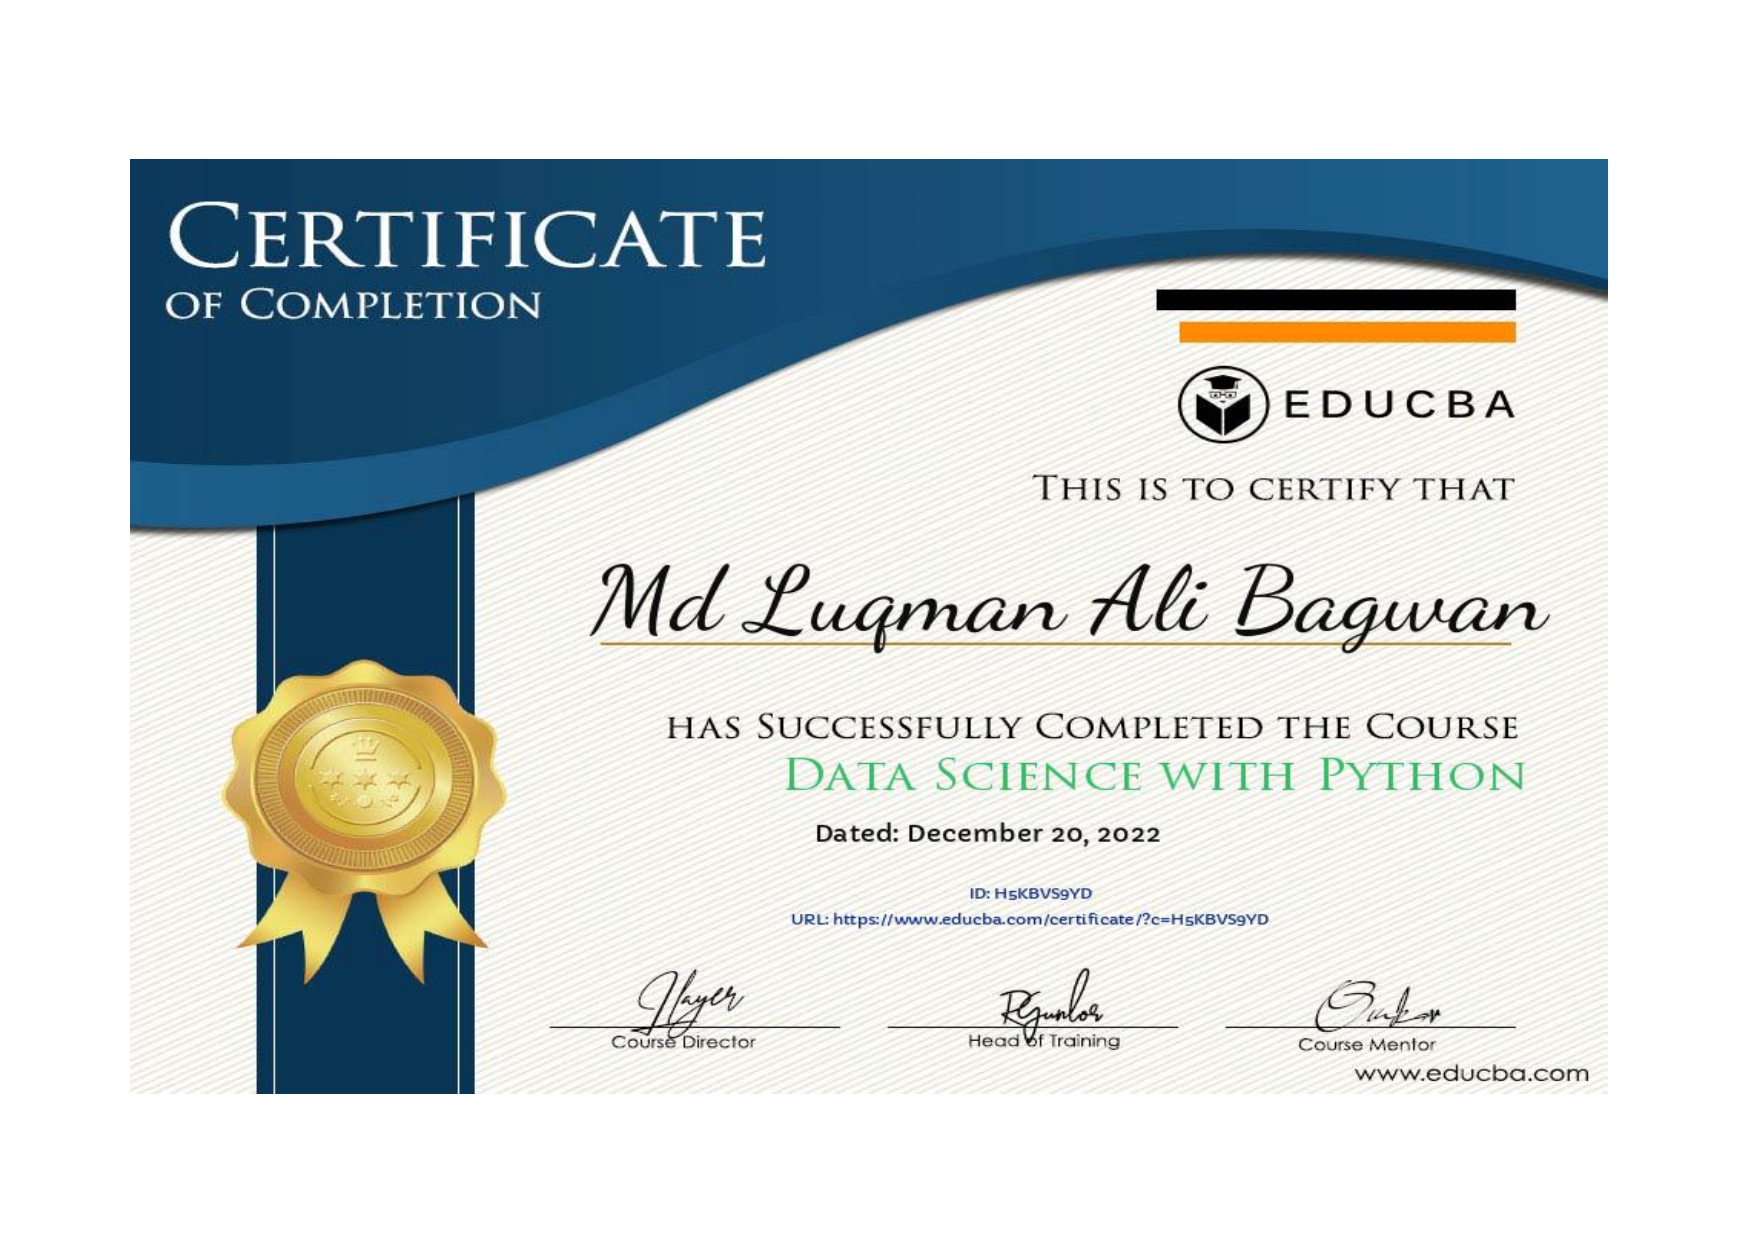 CERTIFICATE
OF COMPLETION
EDUCBA
THIS IS TO CERTIFY THAT
Md Luqman Ali Bagwan
HAS SUCCESSFULLY COMPLETED THE COURSE
DATA SCIENCE WITH PYTHON
Dated: December 20, 2022
ID: H5KBVS9YD
URL: https://www.educba.com/certificate/?c=H5KBVS9YD
Course Director
Head of Training
Course Mentor
www.educba.com